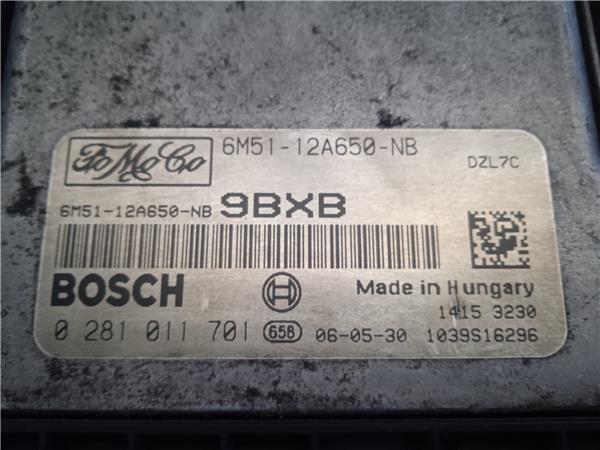 FoMoCo 6M51-12A650-NB DZL7C
6M51-12A650-NB 9BXB
BOSCH Made in Hungary
1415 3230
0 281 011 701 65B 06-05-30 1039S16296